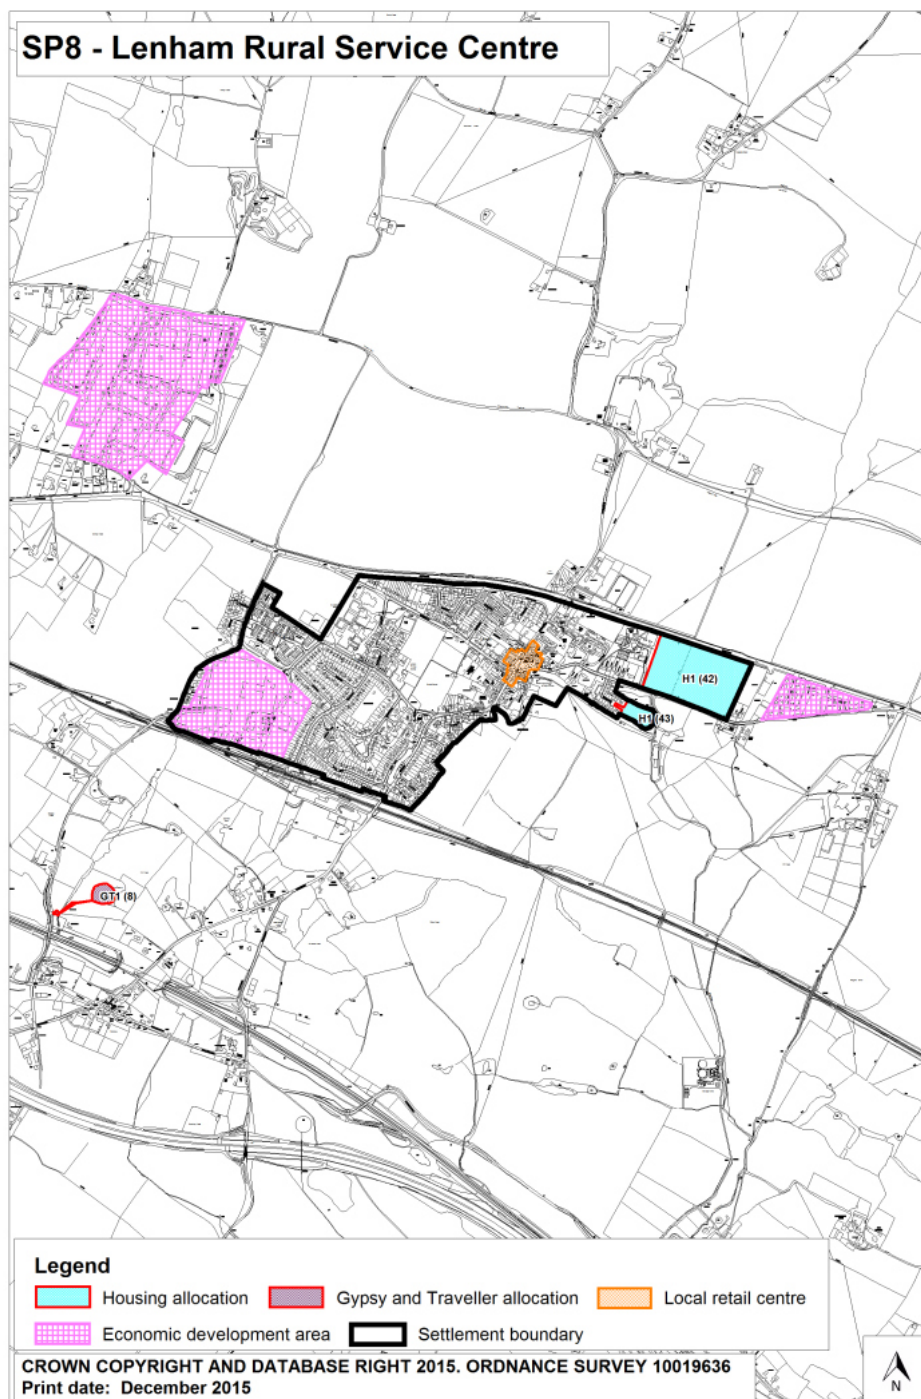 SP8 - Lenham Rural Service Centre
H1 (42)
H1 (43)
GT1 (8)
Legend
Housing allocation
Gypsy and Traveller allocation
Local retail centre
Economic development area
Settlement boundary
CROWN COPYRIGHT AND DATABASE RIGHT 2015. ORDNANCE SURVEY 10019636
Print date: December 2015
N